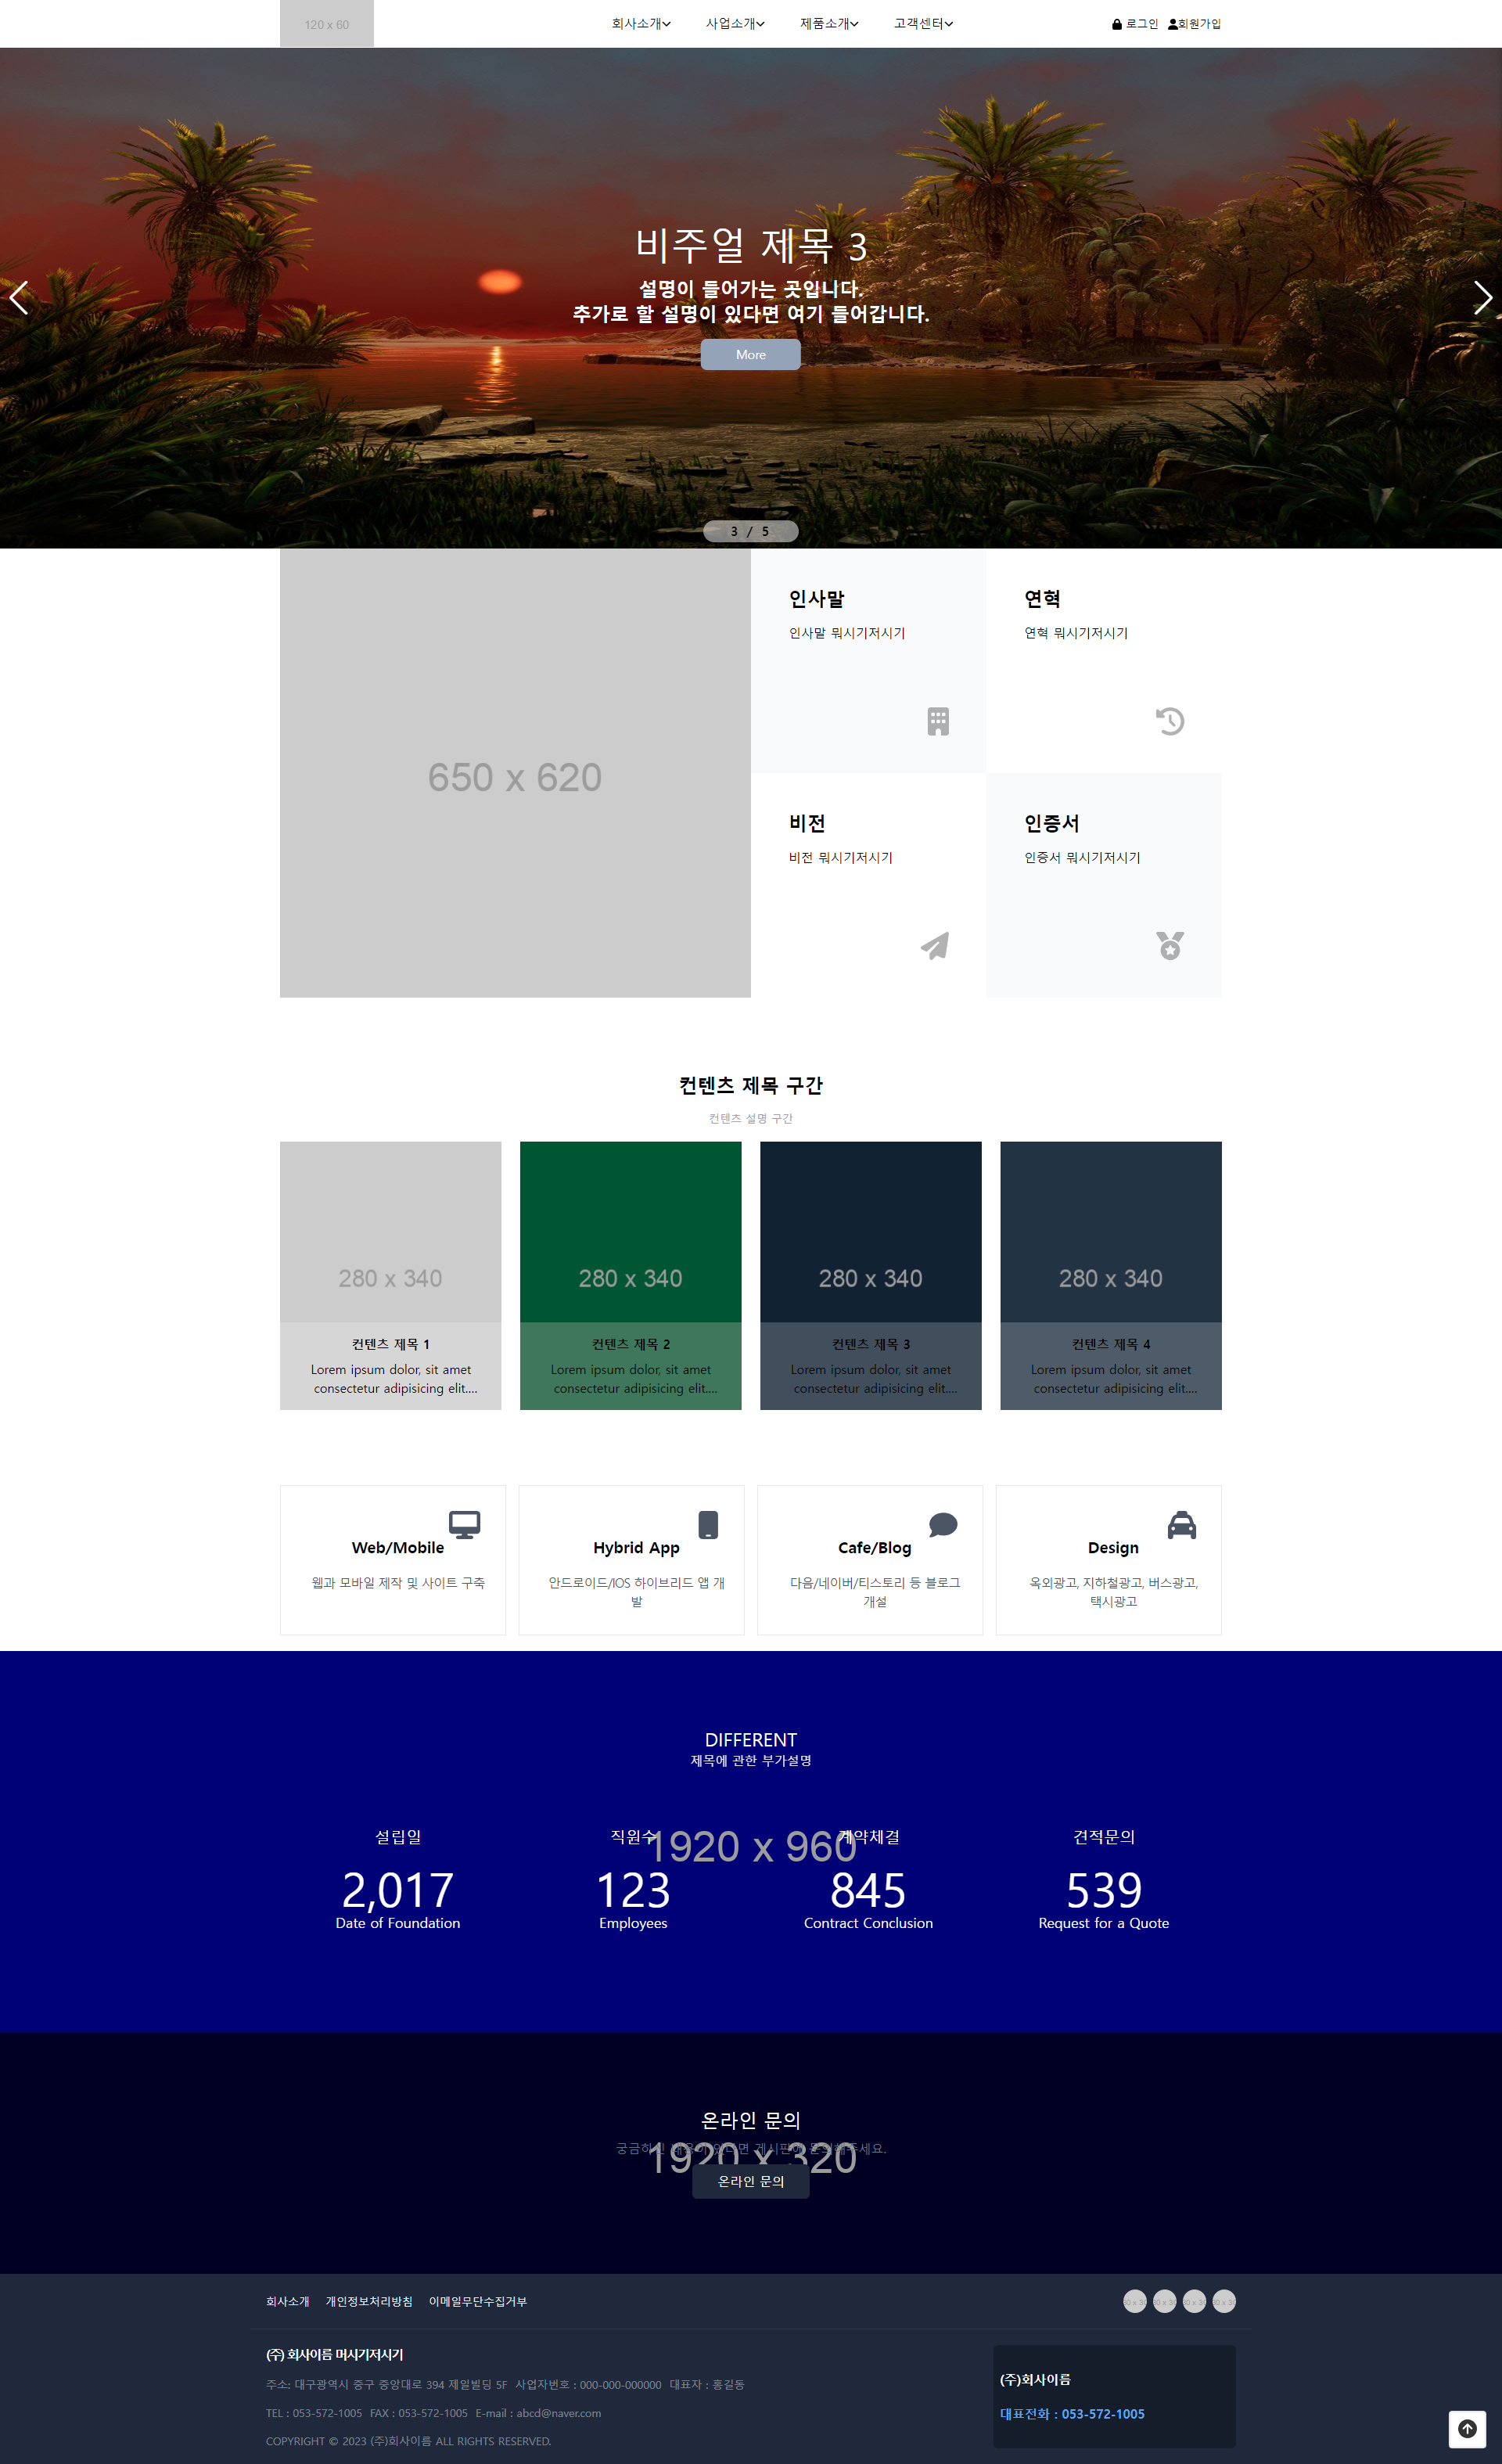 120 x 60
회사소개 사업소개 제품소개 고객센터
로그인 회원가입
비주얼 제목 3
설명이 들어가는 곳입니다.
추가로 할 설명이 있다면 여기 들어갑니다.
More
3 / 5
650 x 620
인사말
인사말 뭐시기저시기
연혁
연혁 뭐시기저시기
비전
비전 뭐시기저시기
인증서
인증서 뭐시기저시기
컨텐츠 제목 구간
컨텐츠 설명 구간
280 x 340
컨텐츠 제목 1
Lorem ipsum dolor, sit amet
consectetur adipisicing elit....
280 x 340
컨텐츠 제목 2
Lorem ipsum dolor, sit amet
consectetur adipisicing elit....
280 x 340
컨텐츠 제목 3
Lorem ipsum dolor, sit amet
consectetur adipisicing elit....
280 x 340
컨텐츠 제목 4
Lorem ipsum dolor, sit amet
consectetur adipisicing elit....
Web/Mobile
웹과 모바일 제작 및 사이트 구축
Hybrid App
안드로이드/IOS 하이브리드 앱 개
발
Cafe/Blog
다음/네이버/티스토리 등 블로그
개설
Design
옥외광고, 지하철광고, 버스광고,
택시광고
DIFFERENT
제목에 관한 부가설명
1920 x 960
설립일
2,017
Date of Foundation
직원수
123
Employees
계약체결
845
Contract Conclusion
견적문의
539
Request for a Quote
온라인 문의
1920 x 320
궁금하신 내용이 있다면 게시판에 문의해주세요.
온라인 문의
회사소개 개인정보처리방침 이메일무단수집거부
(주) 회사이름 머시기저시기
주소: 대구광역시 중구 중앙대로 394 제일빌딩 5F 사업자번호 : 000-000-000000 대표자 : 홍길동
TEL : 053-572-1005 FAX : 053-572-1005 E-mail : abcd@naver.com
COPYRIGHT © 2023 (주)회사이름 ALL RIGHTS RESERVED.
(주)회사이름
대표전화 : 053-572-1005